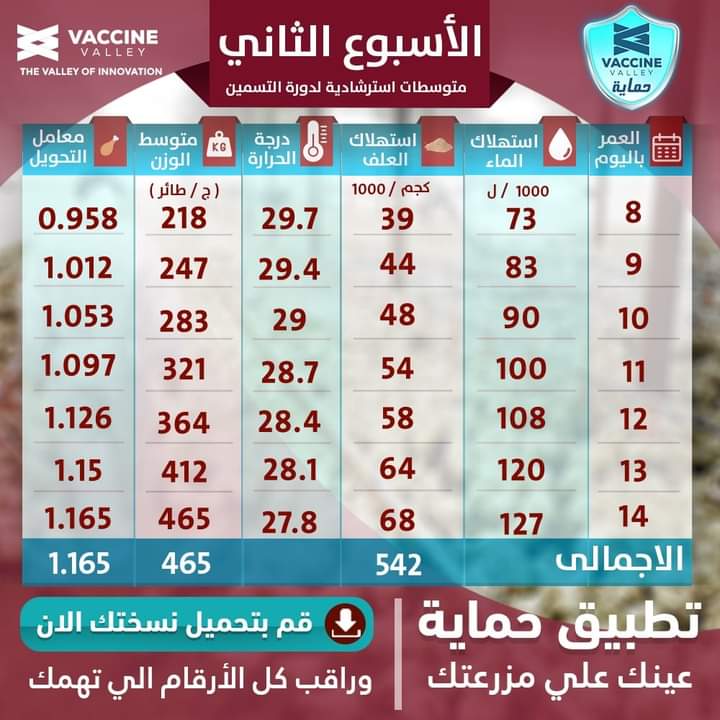 VACCINE
VALLEY
THE VALLEY OF INNOVATION
الأسبوع الثاني
متوسطات استرشادية لدورة التسمين
VACCINE
VALLEY
حماية
العمر باليوم | استهلاك الماء | استهلاك العلف | درجة الحرارة | متوسط الوزن | معامل التحويل
1000 / ل | كجم / 1000 | ( ج / طائر )
8 | 73 | 39 | 29.7 | 218 | 0.958
9 | 83 | 44 | 29.4 | 247 | 1.012
10 | 90 | 48 | 29 | 283 | 1.053
11 | 100 | 54 | 28.7 | 321 | 1.097
12 | 108 | 58 | 28.4 | 364 | 1.126
13 | 120 | 64 | 28.1 | 412 | 1.15
14 | 127 | 68 | 27.8 | 465 | 1.165
الاجمالى | 542 | 465 | 1.165
تطبيق حماية
عينك علي مزرعتك
قم بتحميل نسختك الان
وراقب كل الأرقام الي تهمك
KG